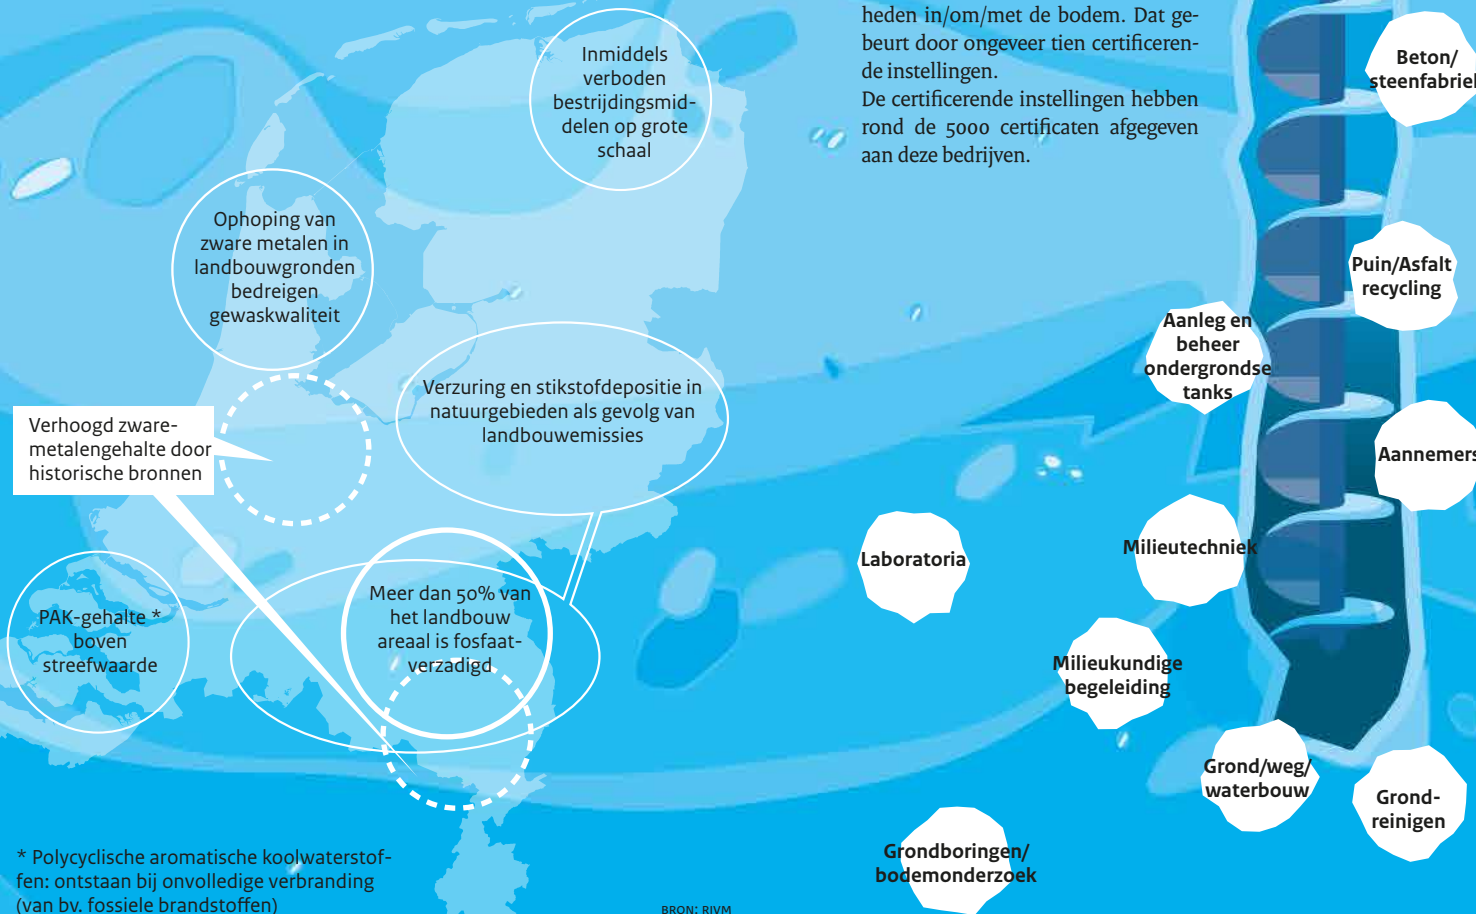 heden in/om/met de bodem. Dat ge-
beurt door ongeveer tien certificeren-
de instellingen.
De certificerende instellingen hebben
rond de 5000 certificaten afgegeven
aan deze bedrijven.
Inmiddels
verboden
bestrijdingsmid-
delen op grote
schaal
Ophoping van
zware metalen in
landbouwgronden
bedreigen
gewaskwaliteit
Verzuring en stikstofdepositie in
natuurgebieden als gevolg van
landbouwemissies
Verhoogd zware-
metalengehalte door
historische bronnen
Meer dan 50% van
het landbouw
areaal is fosfaat-
verzadigd
PAK-gehalte *
boven
streefwaarde
* Polycyclische aromatische koolwaterstof-
fen: ontstaan bij onvolledige verbranding
(van bv. fossiele brandstoffen)
BRON: RIVM
Beton/
steenfabriek
Puin/Asfalt
recycling
Aanleg en
beheer
ondergrondse
tanks
Aannemers
Laboratoria
Milieutechniek
Milieukundige
begeleiding
Grond/weg/
waterbouw
Grond-
reinigen
Grondboringen/
bodemonderzoek